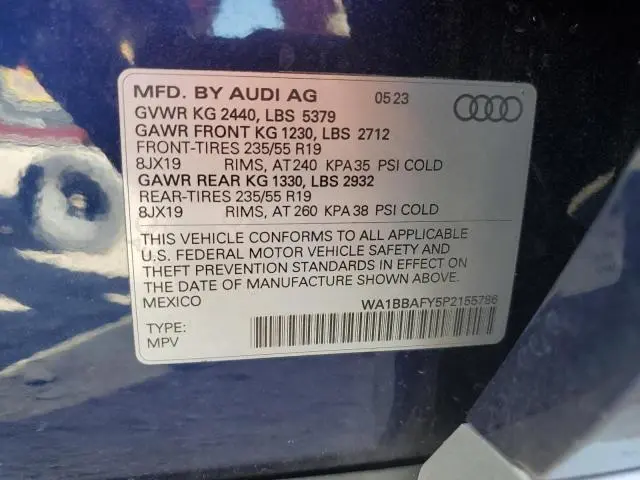 MFD. BY AUDI AG 05 23
GVWR KG 2440, LBS 5379
GAWR FRONT KG 1230, LBS 2712
FRONT-TIRES 235/55 R19
8JX19 RIMS, AT 240 KPA 35 PSI COLD
GAWR REAR KG 1330, LBS 2932
REAR-TIRES 235/55 R19
8JX19 RIMS, AT 260 KPA 38 PSI COLD
THIS VEHICLE CONFORMS TO ALL APPLICABLE
U.S. FEDERAL MOTOR VEHICLE SAFETY AND
THEFT PREVENTION STANDARDS IN EFFECT ON
THE DATE OF MANUFACTURE SHOWN ABOVE.
MEXICO WA1BBAFY5P2155786
TYPE:
MPV